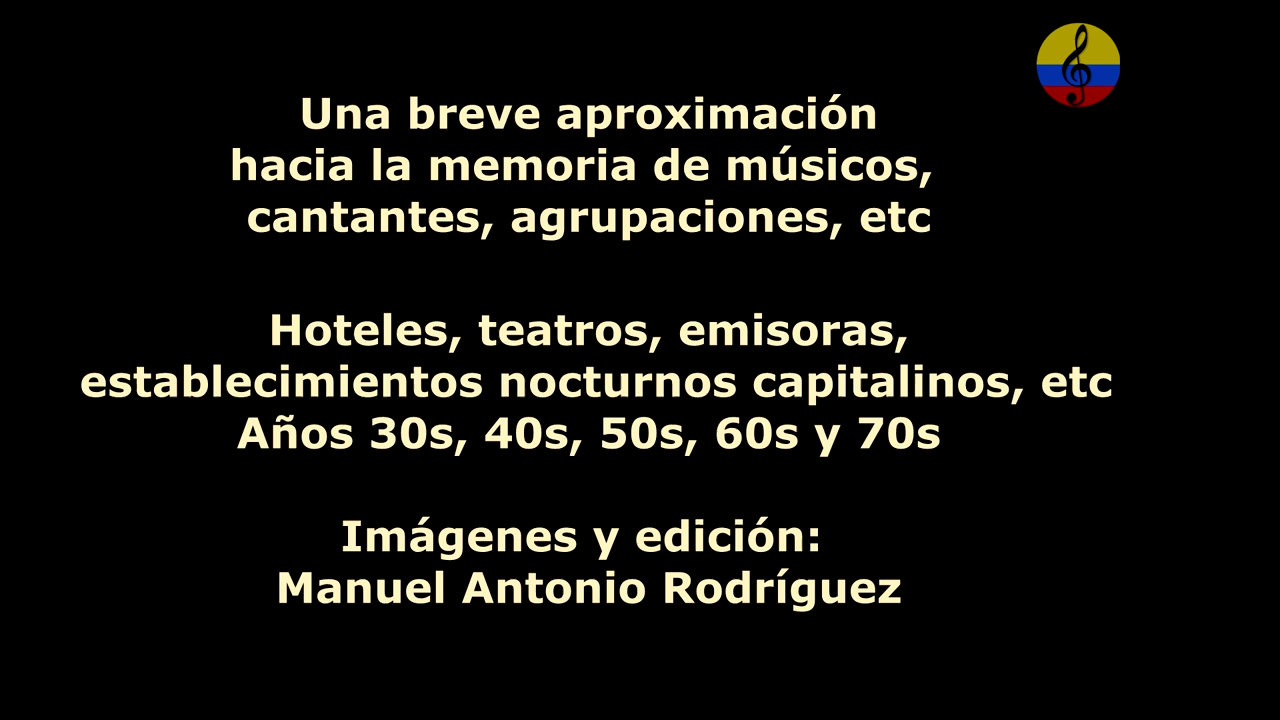 Una breve aproximación
hacia la memoria de músicos,
cantantes, agrupaciones, etc
Hoteles, teatros, emisoras,
establecimientos nocturnos capitalinos, etc
Años 30s, 40s, 50s, 60s y 70s
Imágenes y edición:
Manuel Antonio Rodríguez